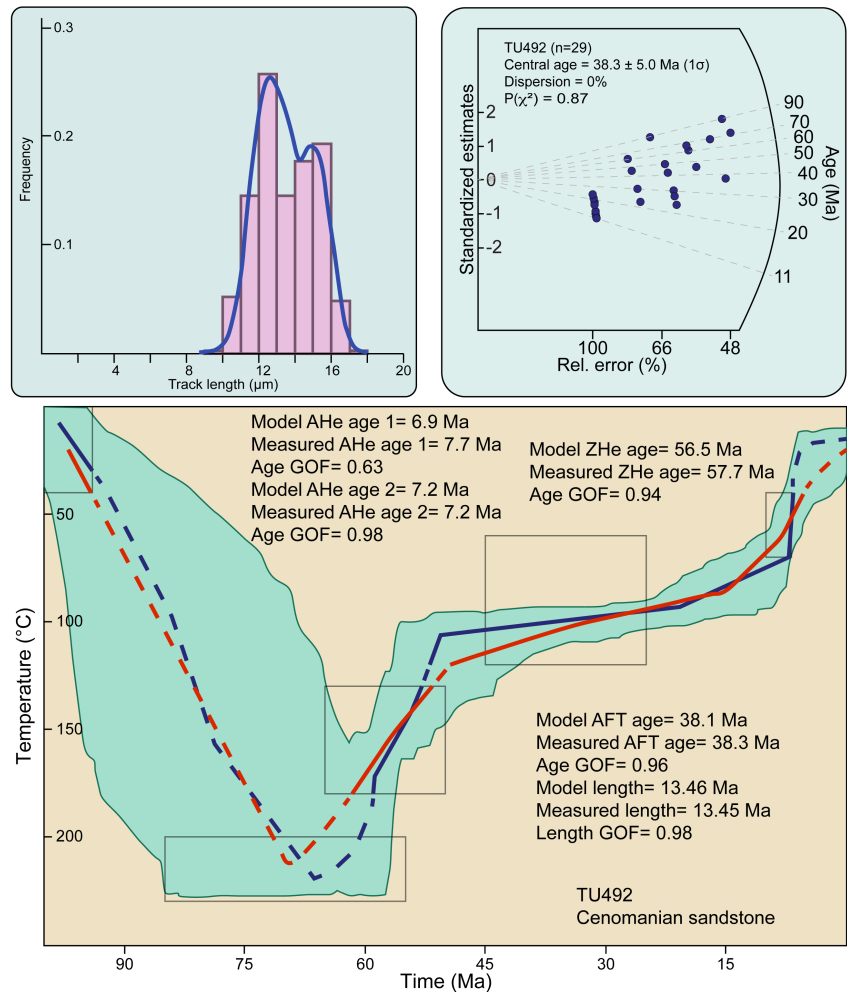 0.3
0.2
0.1
Frequency
4
8
12
16
20
Track length (µm)
TU492 (n=29)
Central age = 38.3 ± 5.0 Ma (1σ)
Dispersion = 0%
P(χ²) = 0.87
Standardized estimates
2
1
0
-1
-2
90
70
60
50
40
30
20
11
Age (Ma)
100
66
48
Rel. error (%)
Model AHe age 1= 6.9 Ma
Measured AHe age 1= 7.7 Ma
Age GOF= 0.63
Model AHe age 2= 7.2 Ma
Measured AHe age 2= 7.2 Ma
Age GOF= 0.98
Model ZHe age= 56.5 Ma
Measured ZHe age= 57.7 Ma
Age GOF= 0.94
Model AFT age= 38.1 Ma
Measured AFT age= 38.3 Ma
Age GOF= 0.96
Model length= 13.46 Ma
Measured length= 13.45 Ma
Length GOF= 0.98
TU492
Cenomanian sandstone
50
100
150
200
Temperature (°C)
90
75
60
45
30
15
Time (Ma)